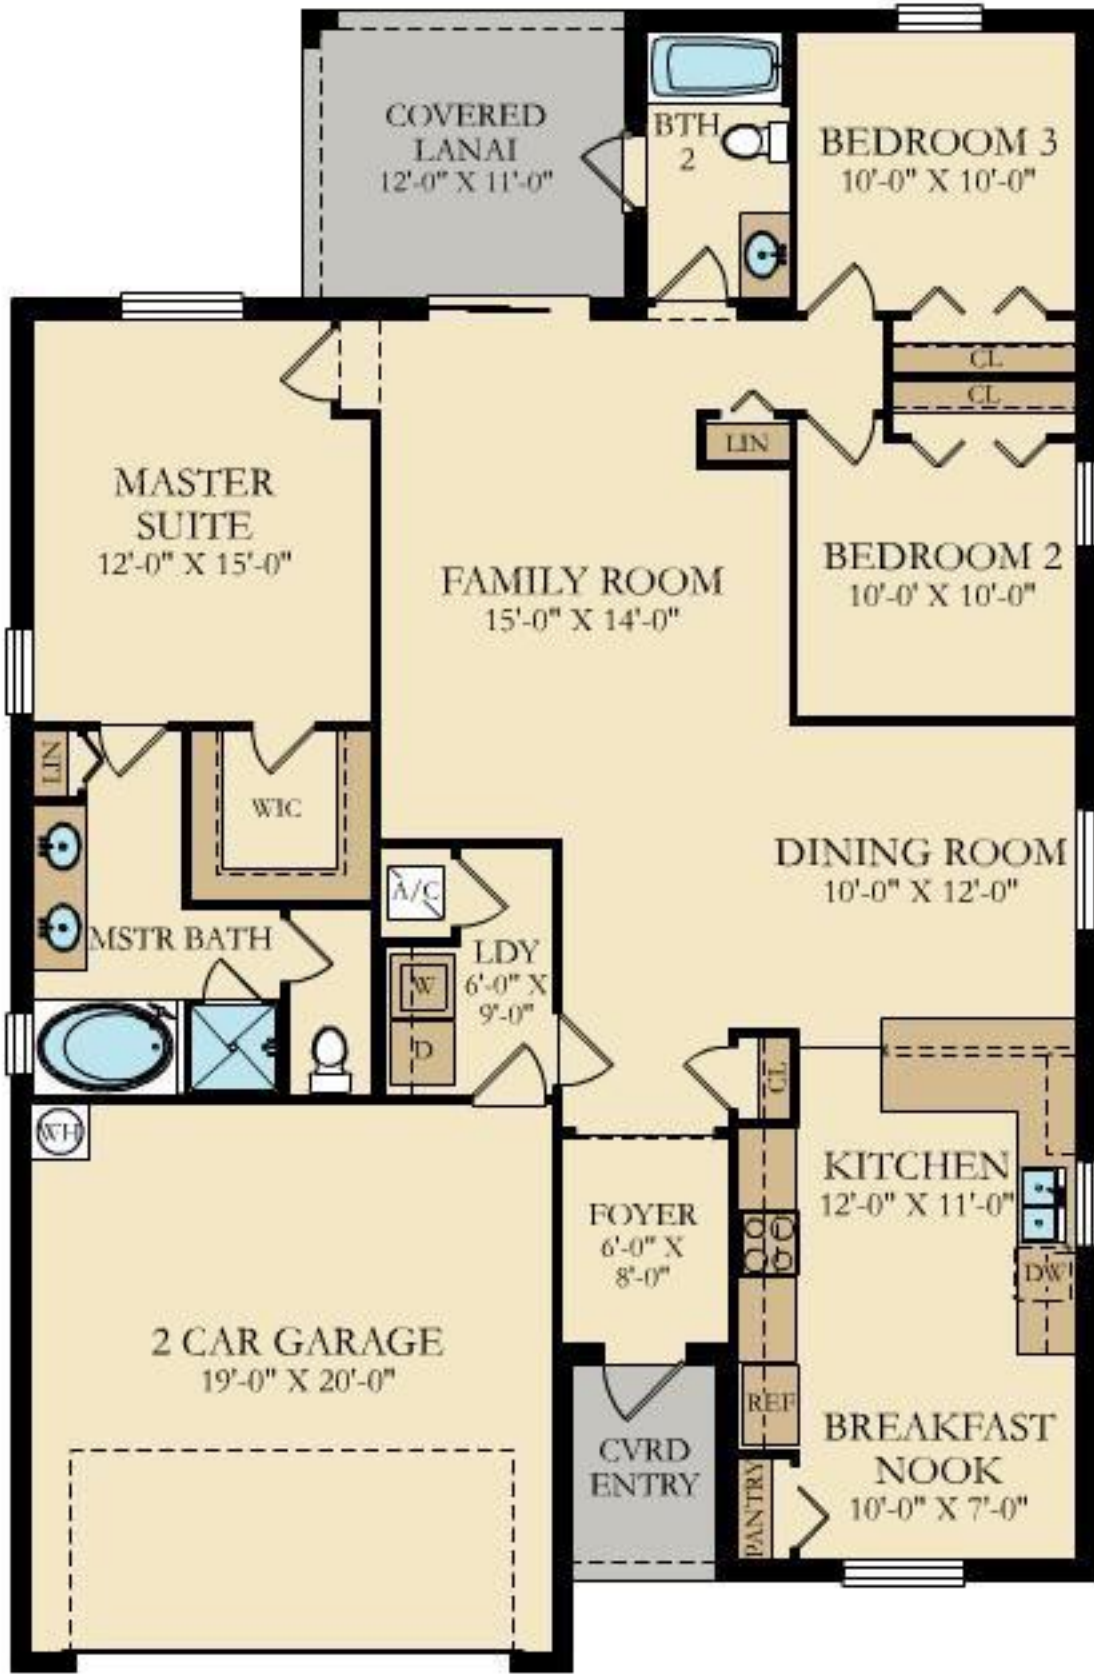 COVERED
LANAI
12'-0" X 11'-0"
BTH
2
BEDROOM 3
10'-0" X 10'-0"
CL
CL
LIN
MASTER
SUITE
12'-0" X 15'-0"
FAMILY ROOM
15'-0" X 14'-0"
BEDROOM 2
10'-0' X 10'-0"
LIN
WIC
DINING ROOM
10'-0" X 12'-0"
A/C
MSTR BATH
LDY
6'-0" X
9'-0"
W
D
CL
WH
KITCHEN
12'-0" X 11'-0"
FOYER
6'-0" X
8'-0"
DW
2 CAR GARAGE
19'-0" X 20'-0"
REF
BREAKFAST
NOOK
10'-0" X 7'-0"
CVRD
ENTRY
PANTRY